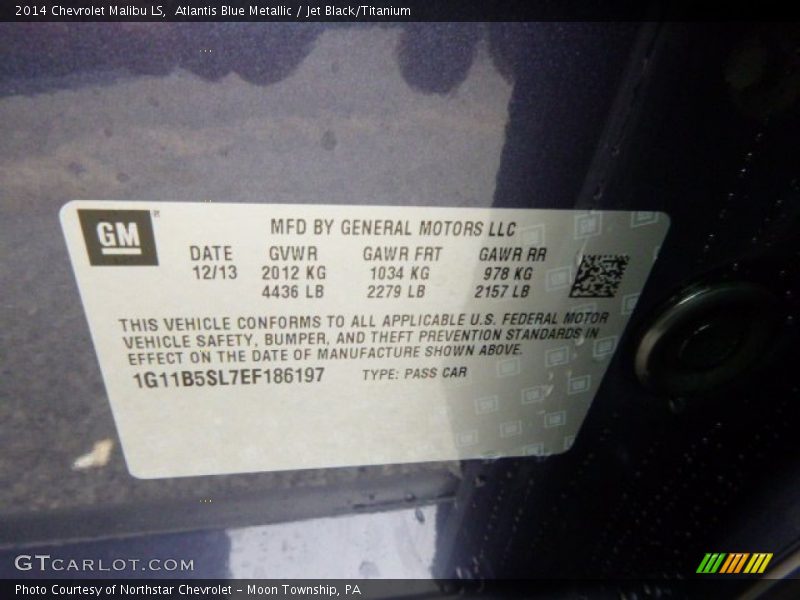 2014 Chevrolet Malibu LS,  Atlantis Blue Metallic / Jet Black/Titanium
GM
MFD BY GENERAL MOTORS LLC
DATE GVWR GAWR FRT GAWR RR
12/13 2012 KG 1034 KG 978 KG
4436 LB 2279 LB 2157 LB
THIS VEHICLE CONFORMS TO ALL APPLICABLE U.S. FEDERAL MOTOR
VEHICLE SAFETY, BUMPER, AND THEFT PREVENTION STANDARDS IN
EFFECT ON THE DATE OF MANUFACTURE SHOWN ABOVE.
1G11B5SL7EF186197 TYPE: PASS CAR
GTCARLOT.COM
Photo Courtesy of Northstar Chevrolet - Moon Township, PA